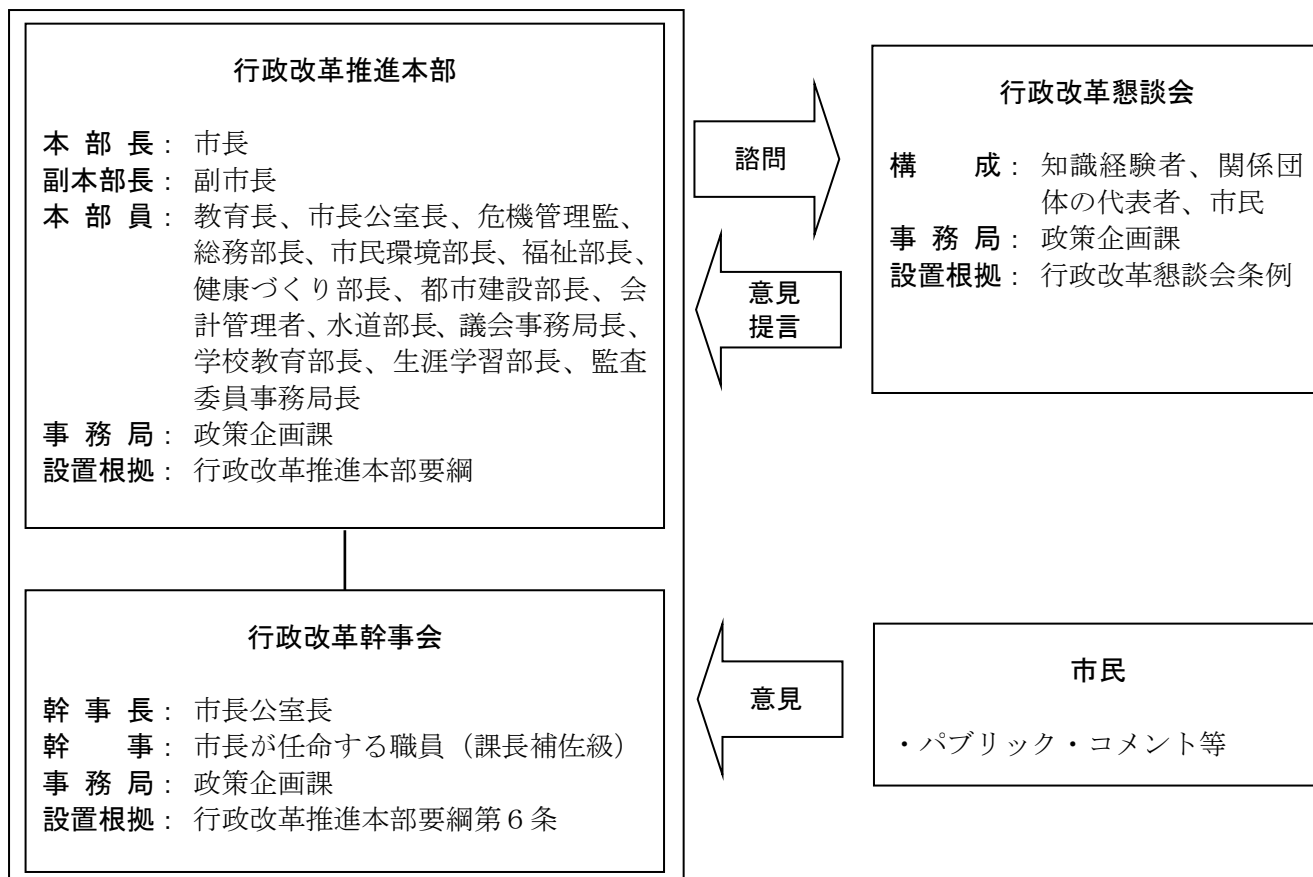 行政改革推進本部
本 部 長： 市長
副本部長： 副市長
本 部 員： 教育長、市長公室長、危機管理監、
総務部長、市民環境部長、福祉部長、
健康づくり部長、都市建設部長、会
計管理者、水道部長、議会事務局長、
学校教育部長、生涯学習部長、監査
委員事務局長
事 務 局： 政策企画課
設置根拠： 行政改革推進本部要綱
諮問
意見
提言
行政改革懇談会
構　　成： 知識経験者、関係団
体の代表者、市民
事 務 局： 政策企画課
設置根拠： 行政改革懇談会条例
行政改革幹事会
幹 事 長： 市長公室長
幹　　事： 市長が任命する職員（課長補佐級）
事 務 局： 政策企画課
設置根拠： 行政改革推進本部要綱第６条
意見
市民
・パブリック・コメント等